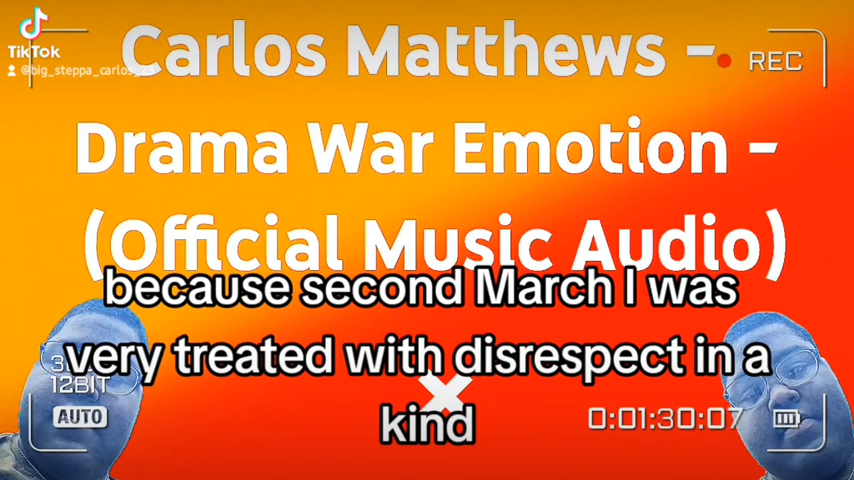 TikTok
@big_steppa_carlos_23
Carlos Matthews -
REC
Drama War Emotion -
(Official Music Audio)
because second March I was
very treated with disrespect in a
kind
12BIT
AUTO
0:01:30:07